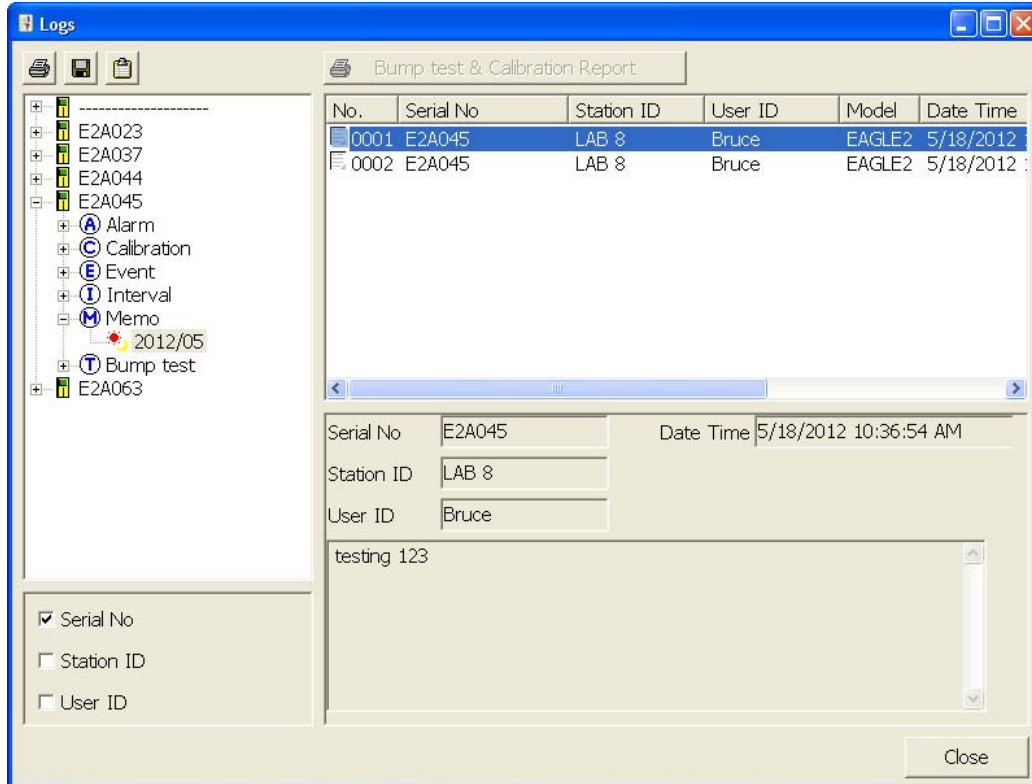 Logs
Bump test & Calibration Report
--------------------
E2A023
E2A037
E2A044
E2A045
A Alarm
C Calibration
E Event
I Interval
M Memo
2012/05
T Bump test
E2A063
No. Serial No Station ID User ID Model Date Time
0001 E2A045 LAB 8 Bruce EAGLE2 5/18/2012
0002 E2A045 LAB 8 Bruce EAGLE2 5/18/2012
Serial No E2A045 Date Time 5/18/2012 10:36:54 AM
Station ID LAB 8
User ID Bruce
testing 123
Serial No
Station ID
User ID
Close